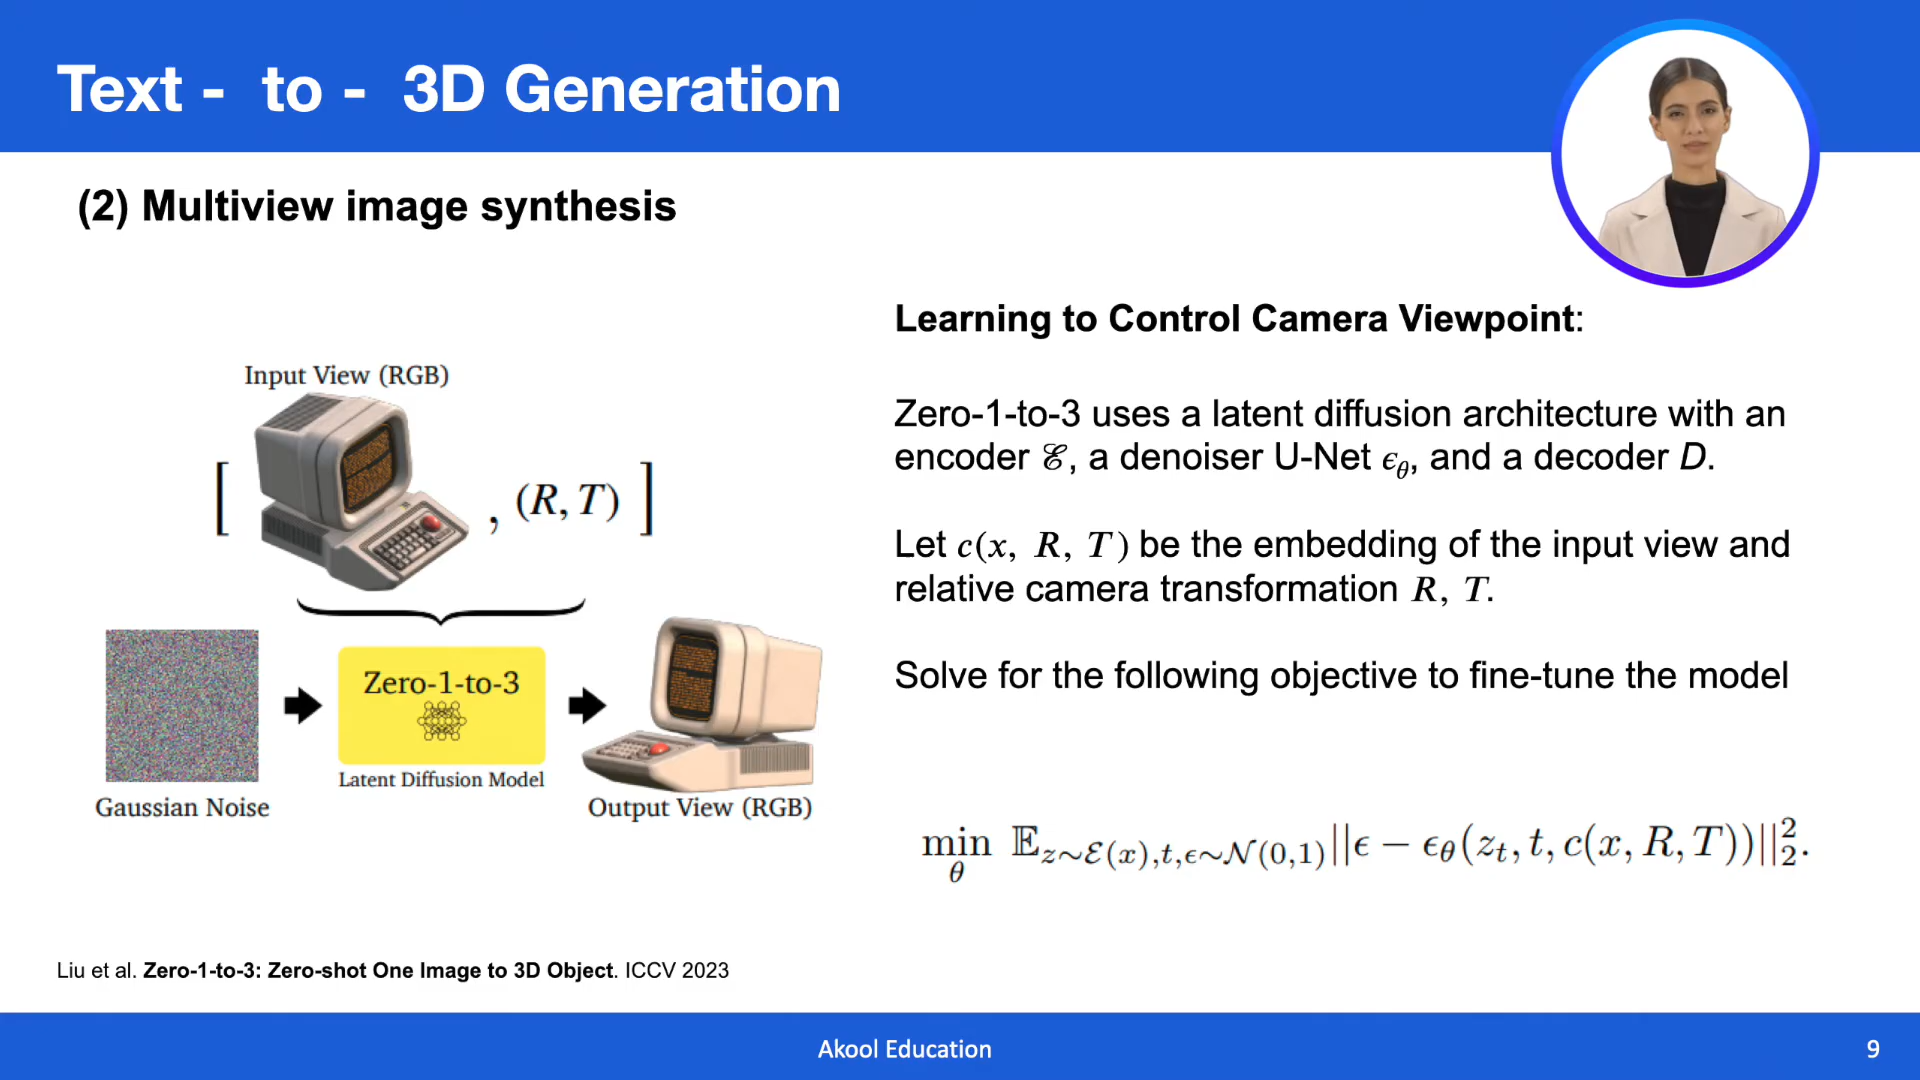 Text - to - 3D Generation
(2) Multiview image synthesis
Input View (RGB)
[ , (R, T) ]
Zero-1-to-3
Latent Diffusion Model
Gaussian Noise
Output View (RGB)
Learning to Control Camera Viewpoint:
Zero-1-to-3 uses a latent diffusion architecture with an
encoder ℰ, a denoiser U-Net ϵ_θ, and a decoder D.
Let c(x, R, T) be the embedding of the input view and
relative camera transformation R, T.
Solve for the following objective to fine-tune the model
min_θ 𝔼_{z∼ℰ(x),t,ϵ∼𝒩(0,1)}||ϵ − ϵ_θ(z_t, t, c(x, R, T))||_2^2.
Liu et al. Zero-1-to-3: Zero-shot One Image to 3D Object. ICCV 2023
Akool Education
9